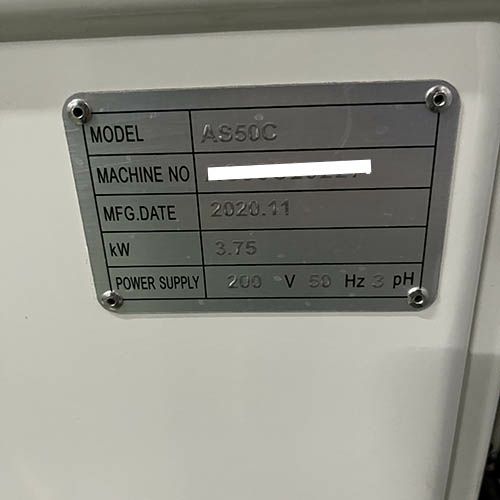 MODEL AS50C
MACHINE NO
MFG.DATE 2020.11
kW 3.75
POWER SUPPLY 200 V 50 Hz 3 pH